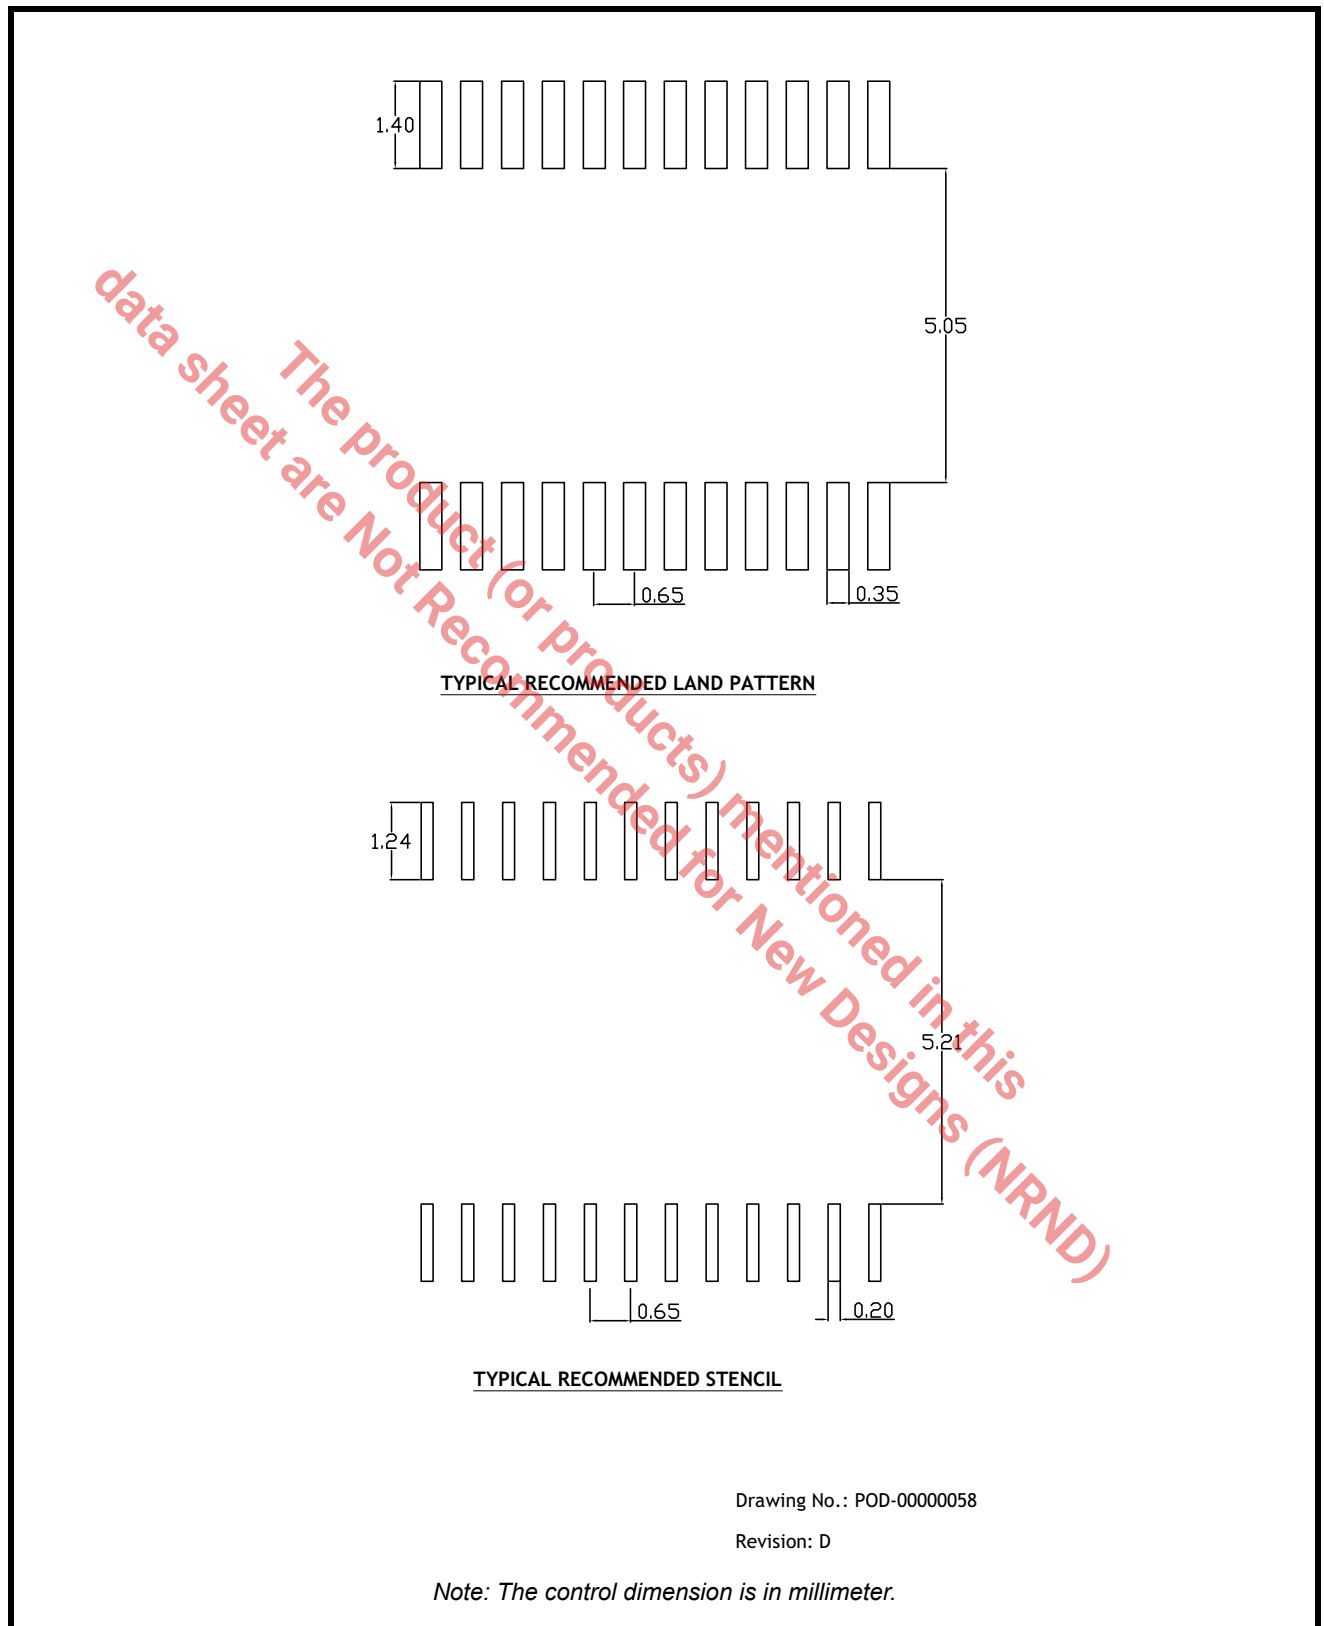 1.40
5.05
0.65
0.35
TYPICAL RECOMMENDED LAND PATTERN
The product (or products) mentioned in this
data sheet are Not Recommended for New Designs (NRND)
1.24
5.21
0.65
0.20
TYPICAL RECOMMENDED STENCIL
Drawing No.: POD-00000058
Revision: D
Note: The control dimension is in millimeter.